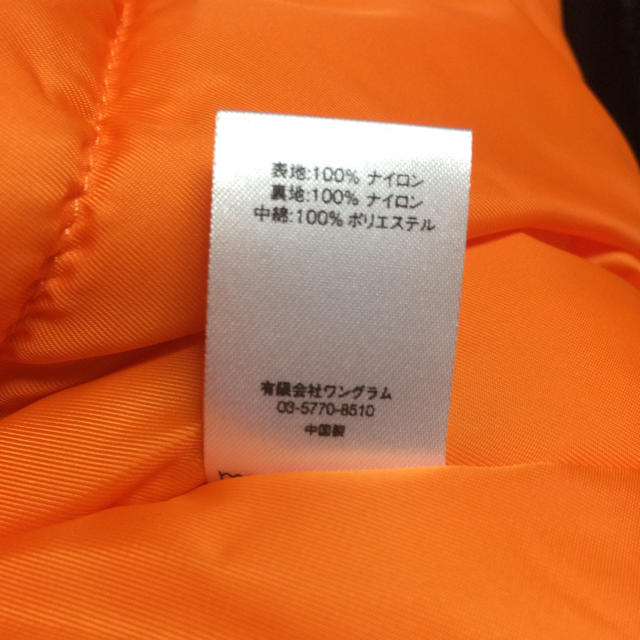 表地:100% ナイロン
裏地:100% ナイロン
中綿:100% ポリエステル
有限会社ワングラム
03-5770-8510
中国製